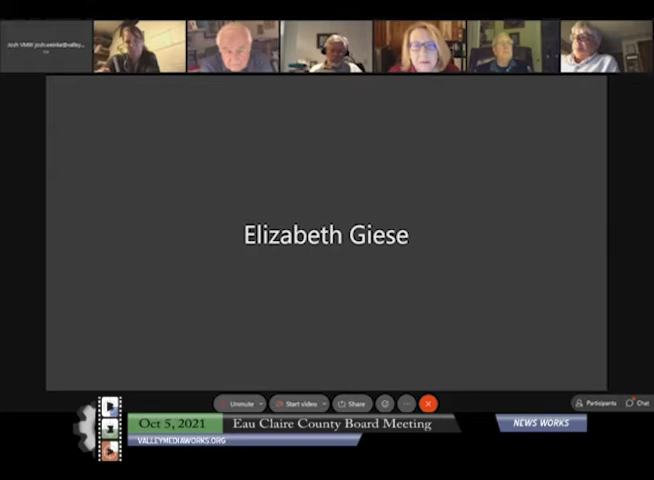 Elizabeth Giese
Unmute
Start video
Share
Participants
Chat
Oct 5, 2021
Eau Claire County Board Meeting
NEWS WORKS
VALLEYMEDIAWORKS.ORG